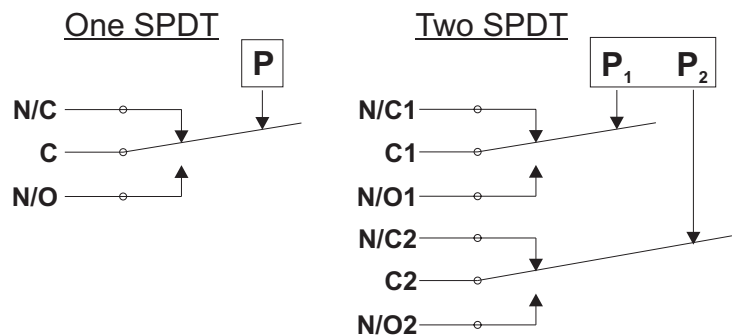 One SPDT
P
N/C
C
N/O
Two SPDT
P₁ P₂
N/C1
C1
N/O1
N/C2
C2
N/O2